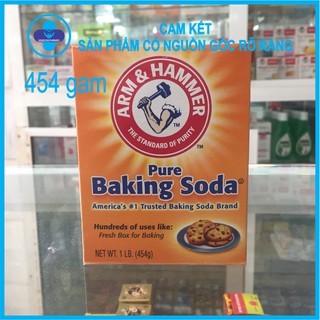 CAM KẾT
SẢN PHẨM CÓ NGUỒN GỐC RÕ RÀNG
454 gam
ARM & HAMMER
THE STANDARD OF PURITY
TM
Pure
Baking Soda®
America's #1 Trusted Baking Soda Brand
Hundreds of uses like:
Fresh Box for Baking
NET WT. 1 LB. (454g)